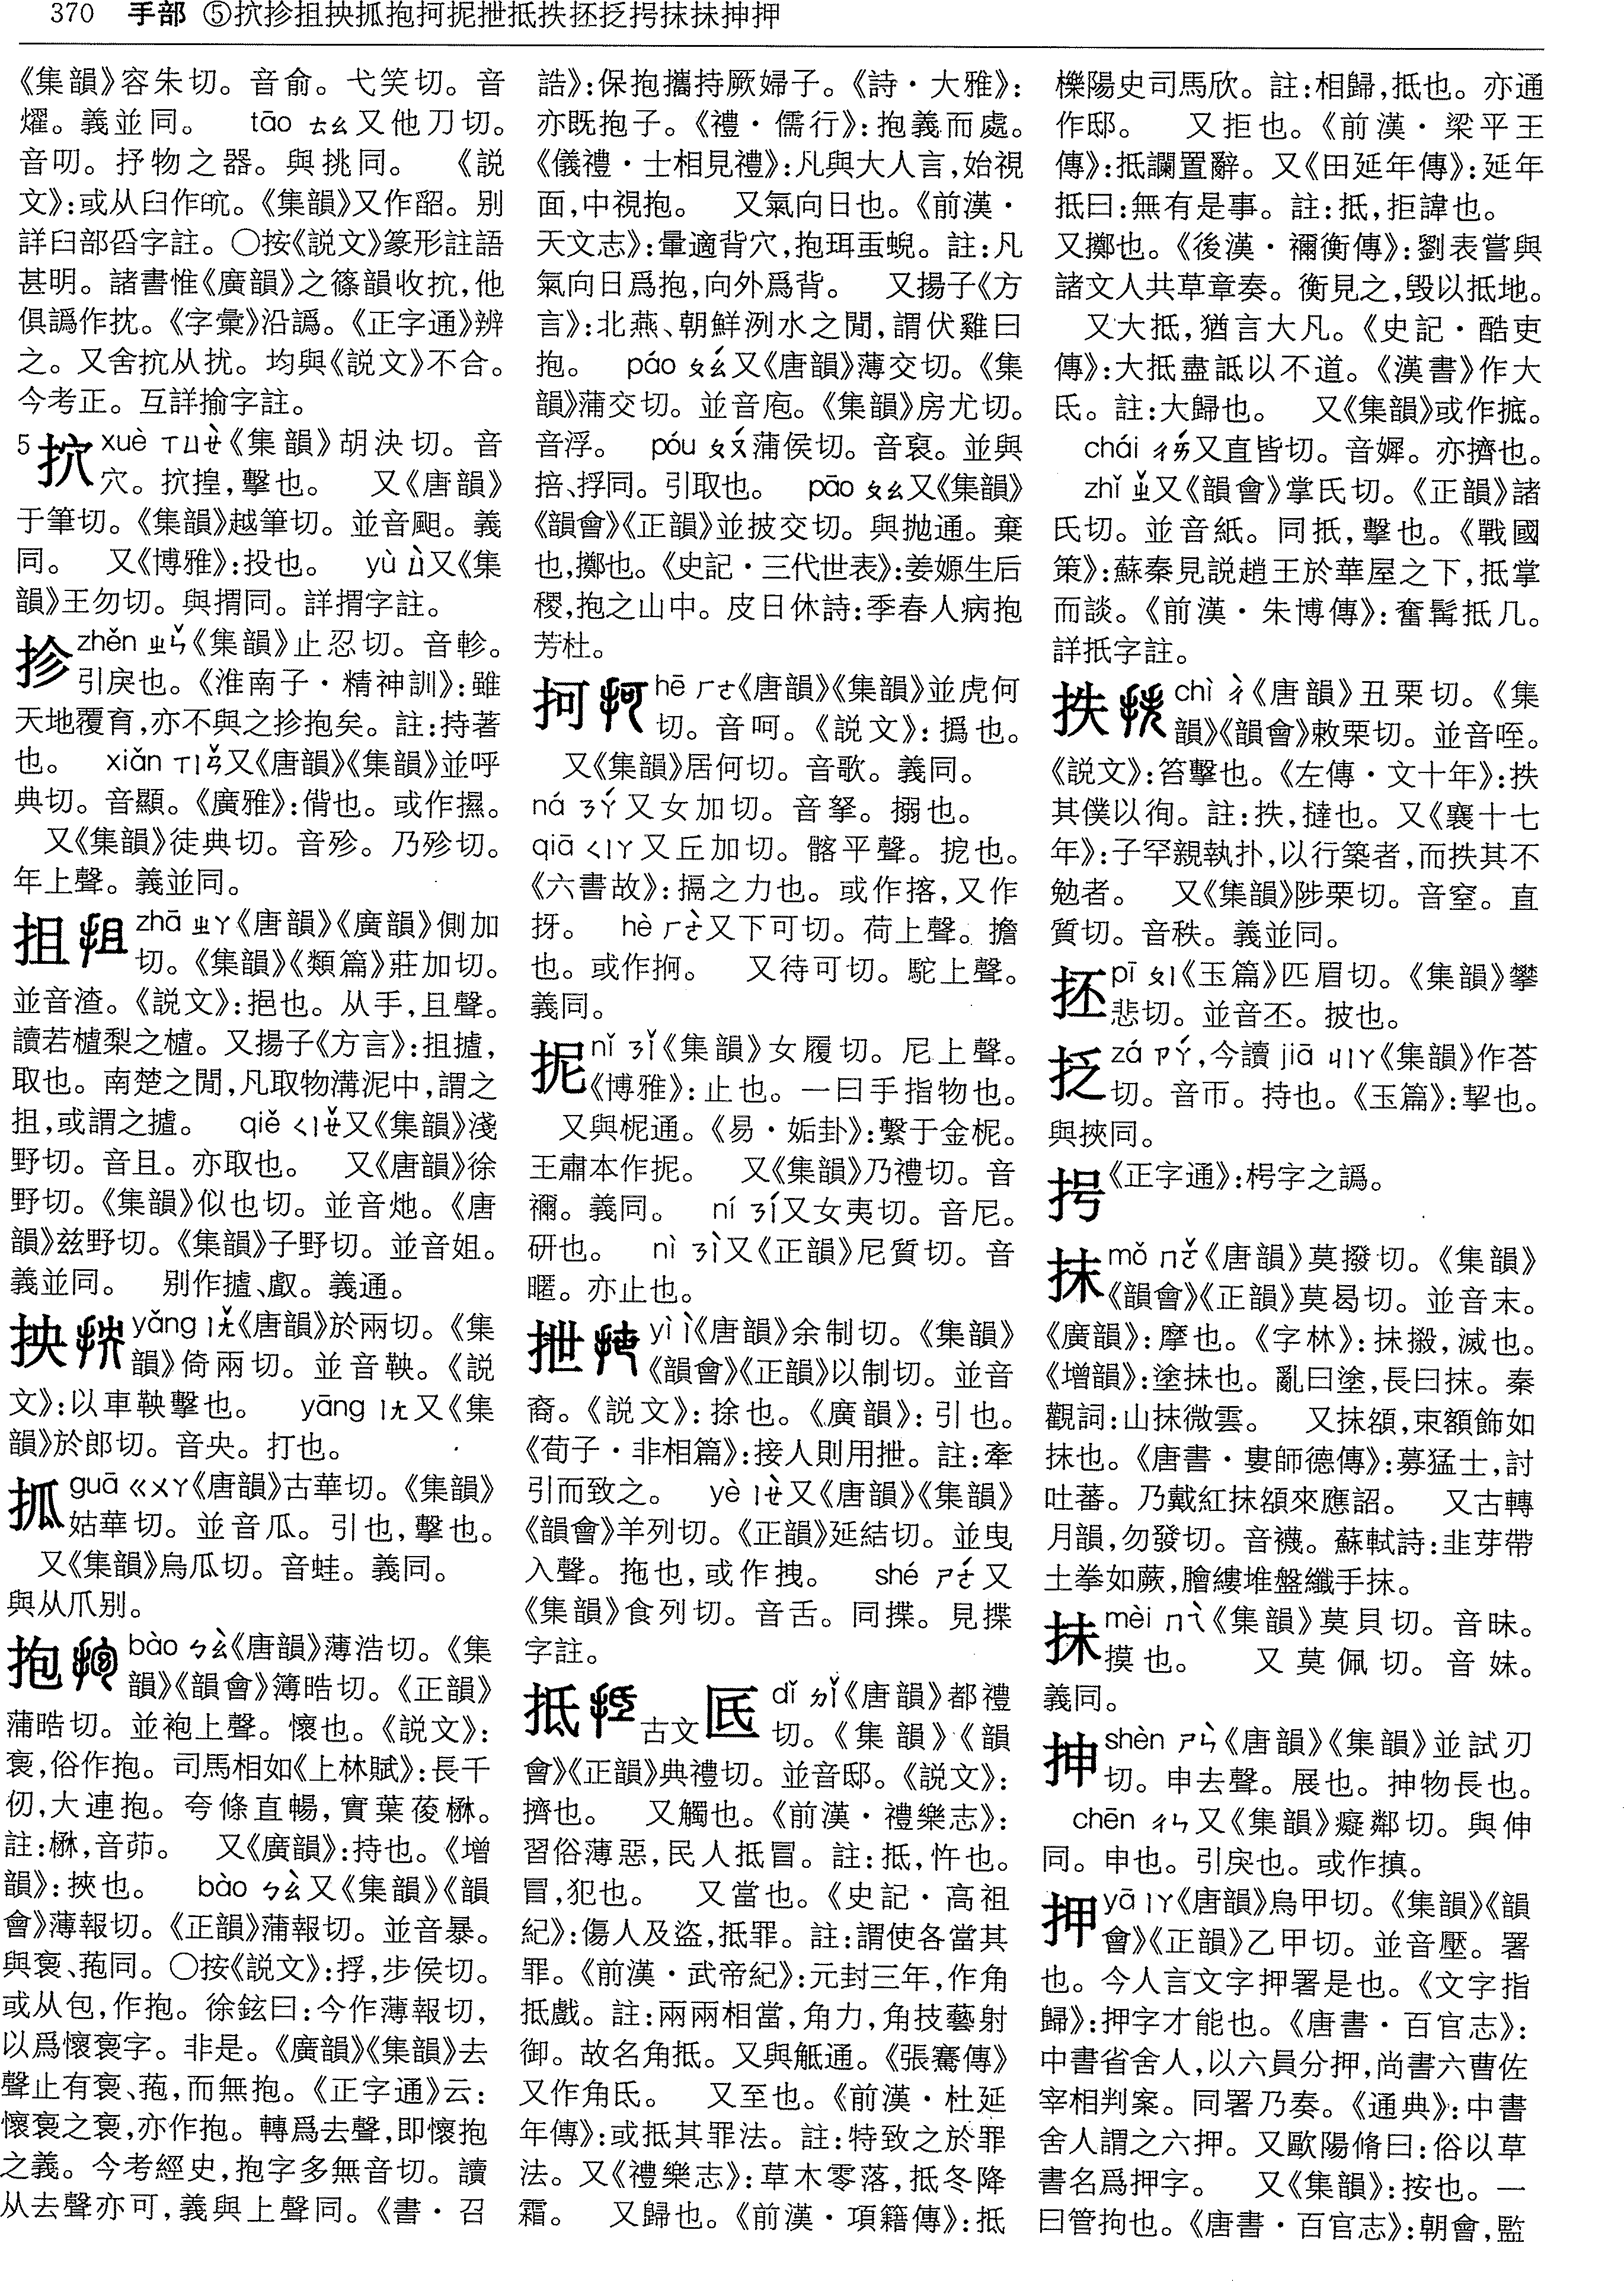 370 手部 ⑤抭抮抯抰抓抱抲抳抴抵抶抷抸抺抹抺抻押
《集韻》容朱切。音俞。弋笑切。音
燿。義並同。 tāo ㄊㄠ又他刀切。
音叨。抒物之器。與挑同。 《説
文》:或从臼作㫐。《集韻》又作䚻。别
詳臼部舀字註。○按《説文》篆形註語
甚明。諸書惟《廣韻》之篠韻收抭,他
俱譌作抌。《字彙》沿譌。《正字通》辨
之。又舍抭从扰。均與《説文》不合。
今考正。互詳揄字註。
5 㧒 xuè ㄒㄩㄝˋ《集韻》胡決切。音
穴。㧒揘,擊也。 又《唐韻》
于筆切。《集韻》越筆切。並音䬂。義
同。 又《博雅》:投也。 yù ㄩˋ又《集
韻》王勿切。與㨒同。詳㨒字註。
抮 zhěn ㄓㄣˇ《集韻》止忍切。音軫。
引戾也。《淮南子·精神訓》:雖
天地覆育,亦不與之抮抱矣。註:持著
也。 xiǎn ㄒㄧㄢˇ又《唐韻》《集韻》並呼
典切。音顯。《廣雅》:偕也。或作㩵。
又《集韻》徒典切。音殄。乃殄切。
年上聲。義並同。
抯 zhā ㄓㄚ《唐韻》《廣韻》側加
切。《集韻》《類篇》莊加切。
並音渣。《説文》:挹也。从手,且聲。
讀若樝梨之樝。又揚子《方言》:抯摣,
取也。南楚之閒,凡取物溝泥中,謂之
抯,或謂之摣。 qiě ㄑㄧㄝˇ又《集韻》淺
野切。音且。亦取也。 又《唐韻》徐
野切。《集韻》似也切。並音灺。《唐
韻》兹野切。《集韻》子野切。並音姐。
義並同。 别作摣、㪥。義通。
抰 yǎng ㄧㄤˇ《唐韻》於兩切。《集
韻》倚兩切。並音鞅。《説
文》:以車鞅擊也。 yāng ㄧㄤ又《集
韻》於郎切。音央。打也。
抓 guā ㄍㄨㄚ《唐韻》古華切。《集韻》
姑華切。並音瓜。引也,擊也。
又《集韻》烏瓜切。音蛙。義同。
與从爪别。
抱 bào ㄅㄠˋ《唐韻》薄浩切。《集
韻》《韻會》簿晧切。《正韻》
蒲晧切。並袍上聲。懷也。《説文》:
褱,俗作抱。司馬相如《上林賦》:長千
仞,大連抱。夸條直暢,實葉葰楙。
註:楙,音茆。 又《廣韻》:持也。《增
韻》:挾也。 bào ㄅㄠˋ又《集韻》《韻
會》薄報切。《正韻》蒲報切。並音暴。
與裒、菢同。○按《説文》:捊,步侯切。
或从包,作抱。徐鉉曰:今作薄報切,
以爲懷裒字。非是。《廣韻》《集韻》去
聲止有裒、菢,而無抱。《正字通》云:
懷裒之裒,亦作抱。轉爲去聲,即懷抱
之義。今考經史,抱字多無音切。讀
从去聲亦可,義與上聲同。《書·召
誥》:保抱攜持厥婦子。《詩·大雅》:
亦既抱子。《禮·儒行》:抱義而處。
《儀禮·士相見禮》:凡與大人言,始視
面,中視抱。 又氣向日也。《前漢·
天文志》:暈適背穴,抱珥䖝蜺。註:凡
氣向日爲抱,向外爲背。 又揚子《方
言》:北燕、朝鮮洌水之閒,謂伏雞曰
抱。 páo ㄆㄠˊ又《唐韻》薄交切。《集
韻》蒲交切。並音庖。《集韻》房尤切。
音浮。 póu ㄆㄡˊ蒲侯切。音裒。並與
掊、捊同。引取也。 pāo ㄆㄠ又《集韻》
《韻會》《正韻》並披交切。與抛通。棄
也,擲也。《史記·三代世表》:姜嫄生后
稷,抱之山中。皮日休詩:季春人病抱
芳杜。
抲 hē ㄏㄜ《唐韻》《集韻》並虎何
切。音呵。《説文》:撝也。
又《集韻》居何切。音歌。義同。
ná ㄋㄚˊ又女加切。音拏。搦也。
qiā ㄑㄧㄚ又丘加切。髂平聲。挖也。
《六書故》:搹之力也。或作揢,又作
抲。 hè ㄏㄜˋ又下可切。荷上聲。擔
也。或作㧱。 又待可切。駝上聲。
義同。
抳 nǐ ㄋㄧˇ《集韻》女履切。尼上聲。
《博雅》:止也。一曰手指物也。
又與柅通。《易·姤卦》:繫于金柅。
王肅本作抳。 又《集韻》乃禮切。音
禰。義同。 ní ㄋㄧˊ又女夷切。音尼。
研也。 nì ㄋㄧˋ又《正韻》尼質切。音
暱。亦止也。
抴 yì ㄧˋ《唐韻》余制切。《集韻》
《韻會》《正韻》以制切。並音
裔。《説文》:捈也。《廣韻》:引也。
《荀子·非相篇》:接人則用抴。註:牽
引而致之。 yè ㄧㄝˋ又《唐韻》《集韻》
《韻會》羊列切。《正韻》延結切。並曳
入聲。拖也,或作拽。 shé ㄕㄜˊ又
《集韻》食列切。音舌。同揲。見揲
字註。
抵 古文㡳 dǐ ㄉㄧˇ《唐韻》都禮
切。《集韻》《韻
會》《正韻》典禮切。並音邸。《説文》:
擠也。 又觸也。《前漢·禮樂志》:
習俗薄惡,民人抵冒。註:抵,忤也。
冒,犯也。 又當也。《史記·高祖
紀》:傷人及盜,抵罪。註:謂使各當其
罪。《前漢·武帝紀》:元封三年,作角
抵戲。註:兩兩相當,角力,角技藝射
御。故名角抵。又與觝通。《張騫傳》
又作角氐。 又至也。《前漢·杜延
年傳》:或抵其罪法。註:特致之於罪
法。又《禮樂志》:草木零落,抵冬降
霜。 又歸也。《前漢·項籍傳》:抵
櫟陽史司馬欣。註:相歸,抵也。亦通
作邸。 又拒也。《前漢·梁平王
傳》:抵讕置辭。又《田延年傳》:延年
抵曰:無有是事。註:抵,拒諱也。
又擲也。《後漢·禰衡傳》:劉表嘗與
諸文人共草章奏。衡見之,毁以抵地。
又大抵,猶言大凡。《史記·酷吏
傳》:大抵盡詆以不道。《漢書》作大
氐。註:大歸也。 又《集韻》或作掋。
chái ㄔㄞˊ又直皆切。音㜑。亦擠也。
zhǐ ㄓˇ又《韻會》掌氏切。《正韻》諸
氏切。並音紙。同扺,擊也。《戰國
策》:蘇秦見説趙王於華屋之下,抵掌
而談。《前漢·朱博傳》:奮髯抵几。
詳扺字註。
抶 chì ㄔˋ《唐韻》丑栗切。《集
韻》《韻會》敕栗切。並音咥。
《説文》:笞擊也。《左傳·文十年》:抶
其僕以徇。註:抶,撻也。又《襄十七
年》:子罕親執扑,以行築者,而抶其不
勉者。 又《集韻》陟栗切。音窒。直
質切。音秩。義並同。
抷 pī ㄆㄧ《玉篇》匹眉切。《集韻》攀
悲切。並音丕。披也。
抸 zá ㄗㄚˊ,今讀 jiā ㄐㄧㄚ《集韻》作荅
切。音帀。持也。《玉篇》:挈也。
與挾同。
㧌 《正字通》:枵字之譌。
抹 mǒ ㄇㄛˇ《唐韻》莫撥切。《集韻》
《韻會》《正韻》莫曷切。並音末。
《廣韻》:摩也。《字林》:抹摋,滅也。
《增韻》:塗抹也。亂曰塗,長曰抹。秦
觀詞:山抹微雲。 又抹額,束額飾如
抹也。《唐書·婁師德傳》:募猛士,討
吐蕃。乃戴紅抹額來應詔。 又古轉
月韻,勿發切。音襪。蘇軾詩:韭芽帶
土拳如蕨,膾縷堆盤纖手抹。
抺 mèi ㄇㄟˋ《集韻》莫貝切。音昧。
摸也。 又莫佩切。音妹。
義同。
抻 shèn ㄕㄣˋ《唐韻》《集韻》並試刃
切。申去聲。展也。抻物長也。
chēn ㄔㄣ又《集韻》癡鄰切。與伸
同。申也。引戾也。或作搷。
押 yā ㄧㄚ《唐韻》烏甲切。《集韻》《韻
會》《正韻》乙甲切。並音壓。署
也。今人言文字押署是也。《文字指
歸》:押字才能也。《唐書·百官志》:
中書省舍人,以六員分押,尚書六曹佐
宰相判案。同署乃奏。《通典》:中書
舍人謂之六押。又歐陽脩曰:俗以草
書名爲押字。 又《集韻》:按也。一
曰管拘也。《唐書·百官志》:朝會,監